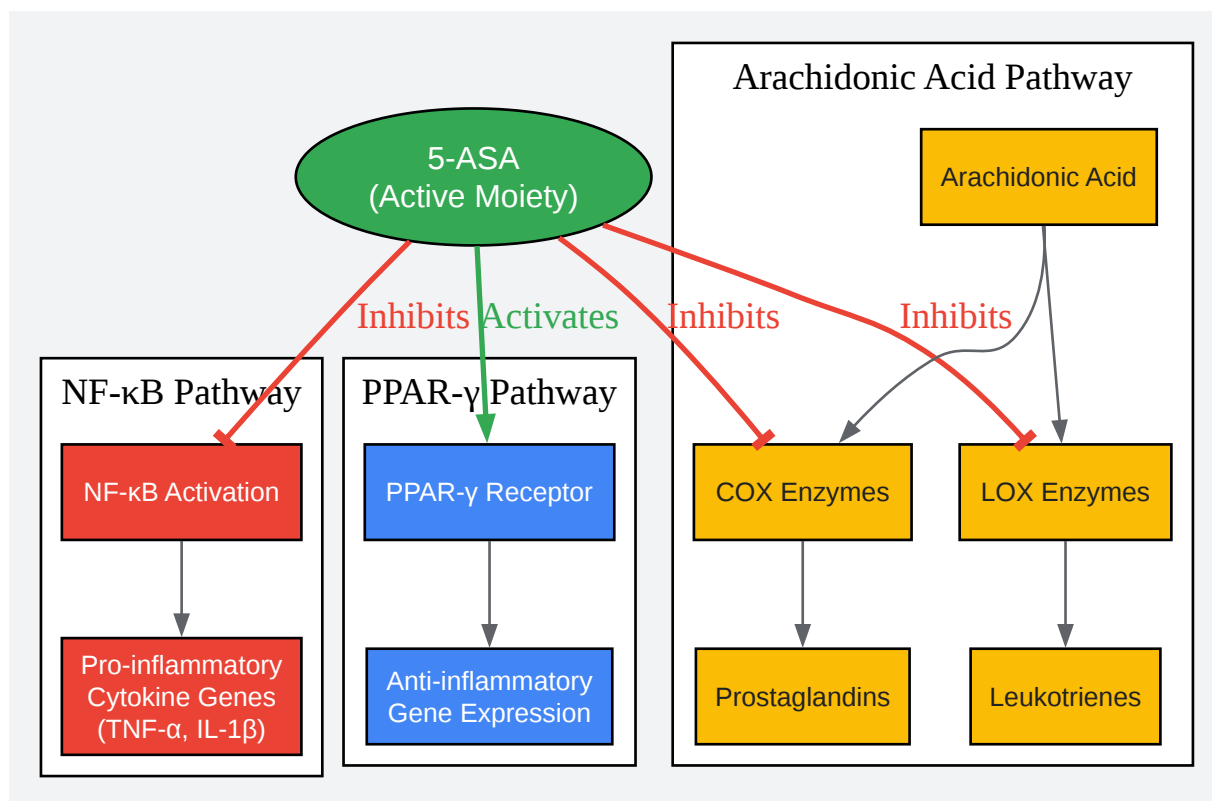 Arachidonic Acid Pathway
5-ASA
(Active Moiety)
Arachidonic Acid
Inhibits
Activates
Inhibits
Inhibits
NF-κB Pathway
PPAR-γ Pathway
NF-κB Activation
PPAR-γ Receptor
COX Enzymes
LOX Enzymes
Pro-inflammatory
Cytokine Genes
(TNF-α, IL-1β)
Anti-inflammatory
Gene Expression
Prostaglandins
Leukotrienes